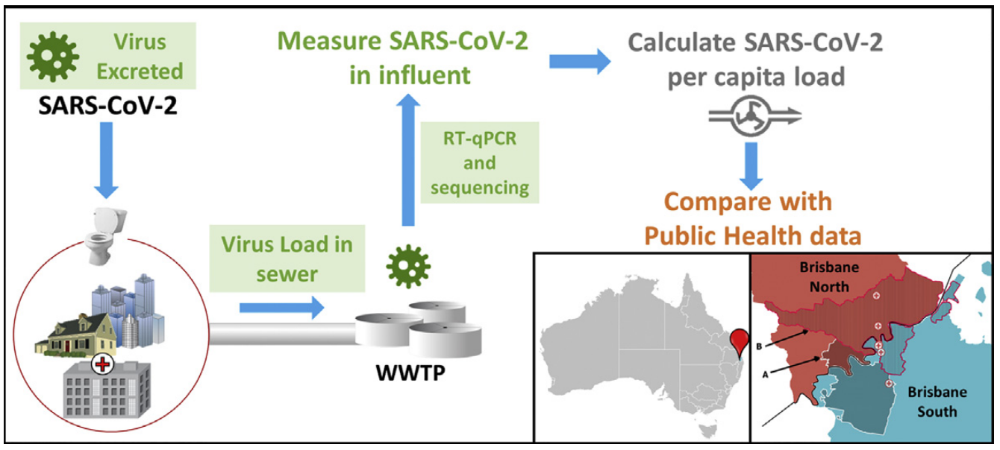 Virus
Excreted
SARS-CoV-2
Measure SARS-CoV-2
in influent
Calculate SARS-CoV-2
per capita load
RT-qPCR
and
sequencing
Compare with
Public Health data
Virus Load in
sewer
WWTP
Brisbane
North
B
A
Brisbane
South